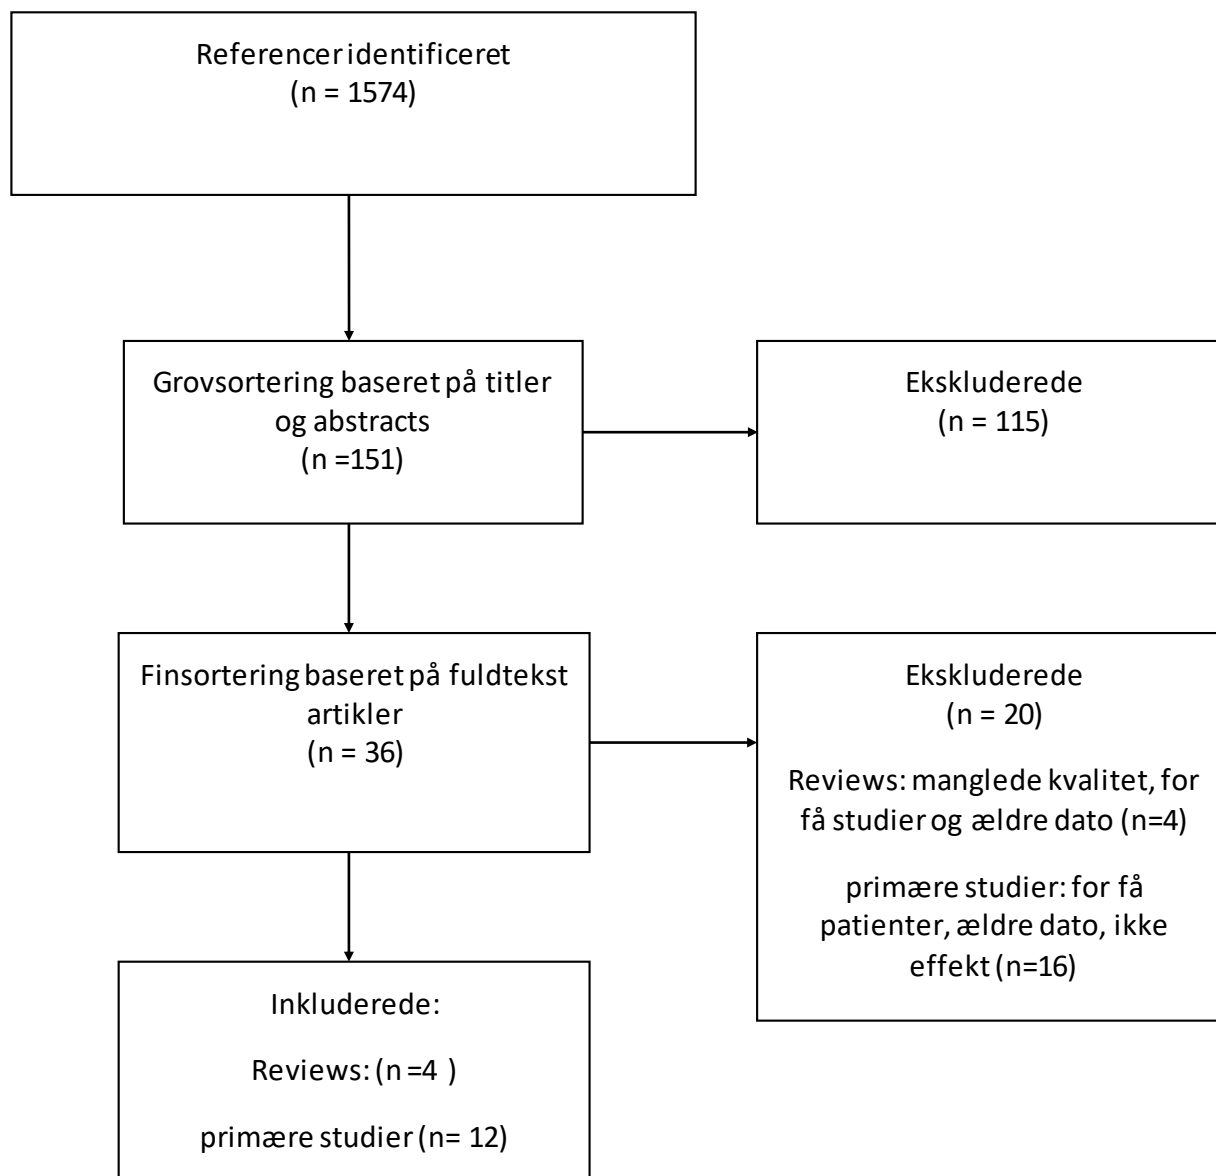 Referencer identificeret
(n = 1574)
Grovsortering baseret på titler
og abstracts
(n =151)
Ekskluderede
(n = 115)
Finsortering baseret på fuldtekst
artikler
(n = 36)
Ekskluderede
(n = 20)
Reviews: manglede kvalitet, for
få studier og ældre dato (n=4)
primære studier: for få
patienter, ældre dato, ikke
effekt (n=16)
Inkluderede:
Reviews: (n =4 )
primære studier (n= 12)